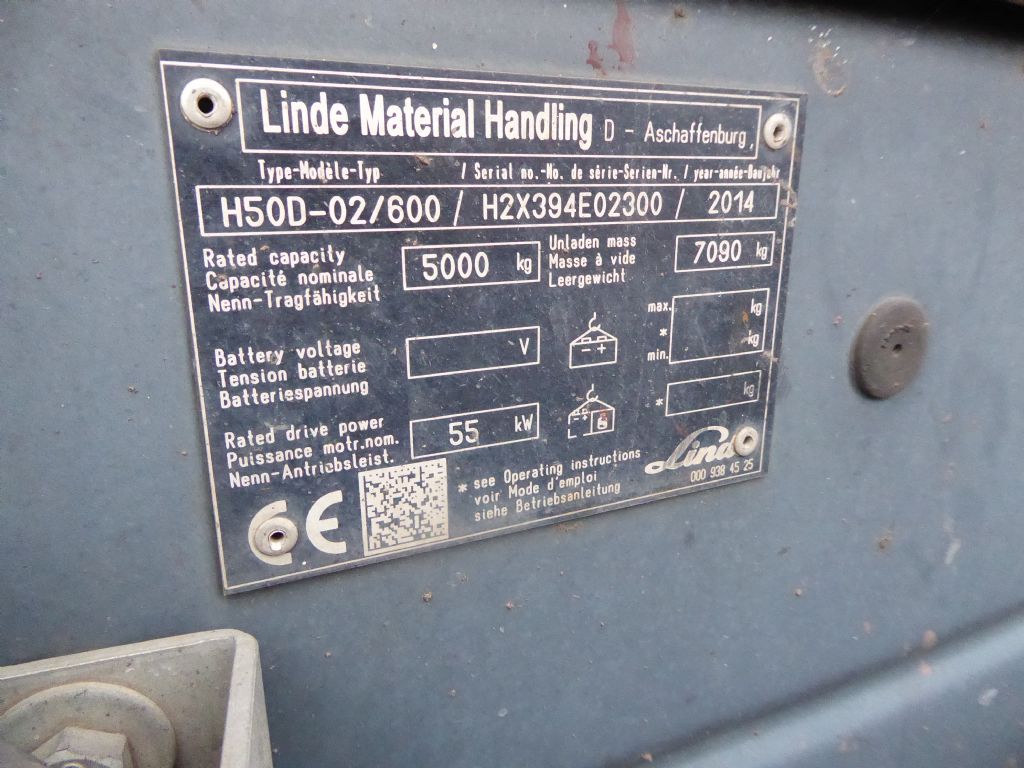 Linde Material Handling D - Aschaffenburg,
Type-Modèle-Typ / Serial no.-No. de série-Serien-Nr. / year-année-Baujahr
H50D-02/600 / H2X394E02300 / 2014
Rated capacity
Capacité nominale
Nenn-Tragfähigkeit
5000 kg
Unladen mass
Masse à vide
Leergewicht
7090 kg
Battery voltage
Tension batterie
Batteriespannung
V
- +
max. kg
*
min. kg
Rated drive power
Puissance motr.nom.
Nenn-Antriebsleist.
55 kW
- +
* kg
* see Operating instructions
voir Mode d'emploi
siehe Betriebsanleitung
Linde
000 938 45 25
CE